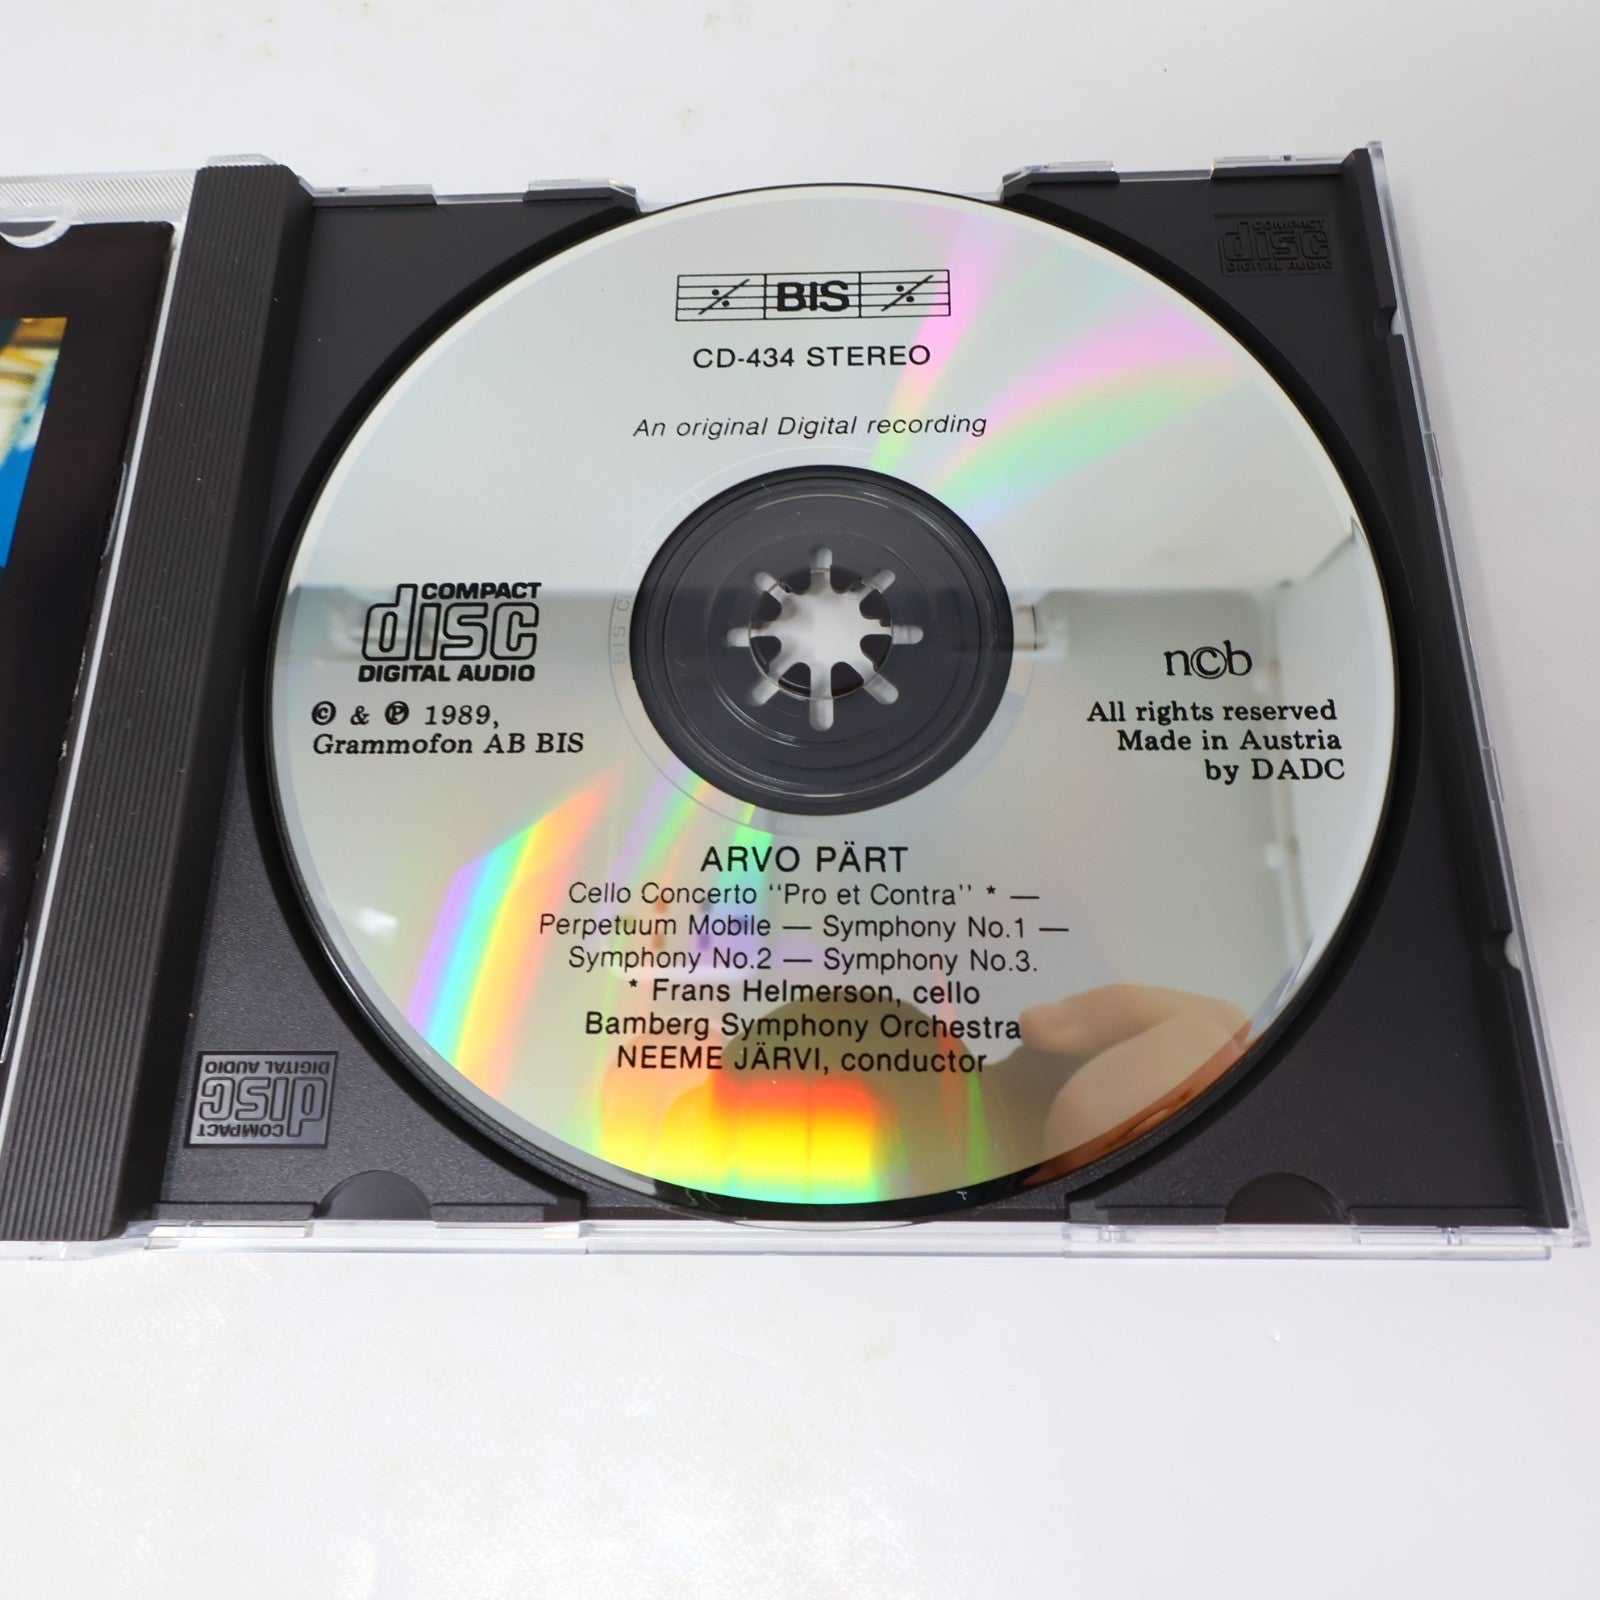 BIS
CD-434 STEREO
An original Digital recording
COMPACT
disc
DIGITAL AUDIO
© & ℗ 1989,
Grammofon AB BIS
n©b
All rights reserved
Made in Austria
by DADC
ARVO PÄRT
Cello Concerto "Pro et Contra" * —
Perpetuum Mobile — Symphony No.1 —
Symphony No.2 — Symphony No.3.
* Frans Helmerson, cello
Bamberg Symphony Orchestra
NEEME JÄRVI, conductor
COMPACT
disc
DIGITAL AUDIO
COMPACT
disc
DIGITAL AUDIO